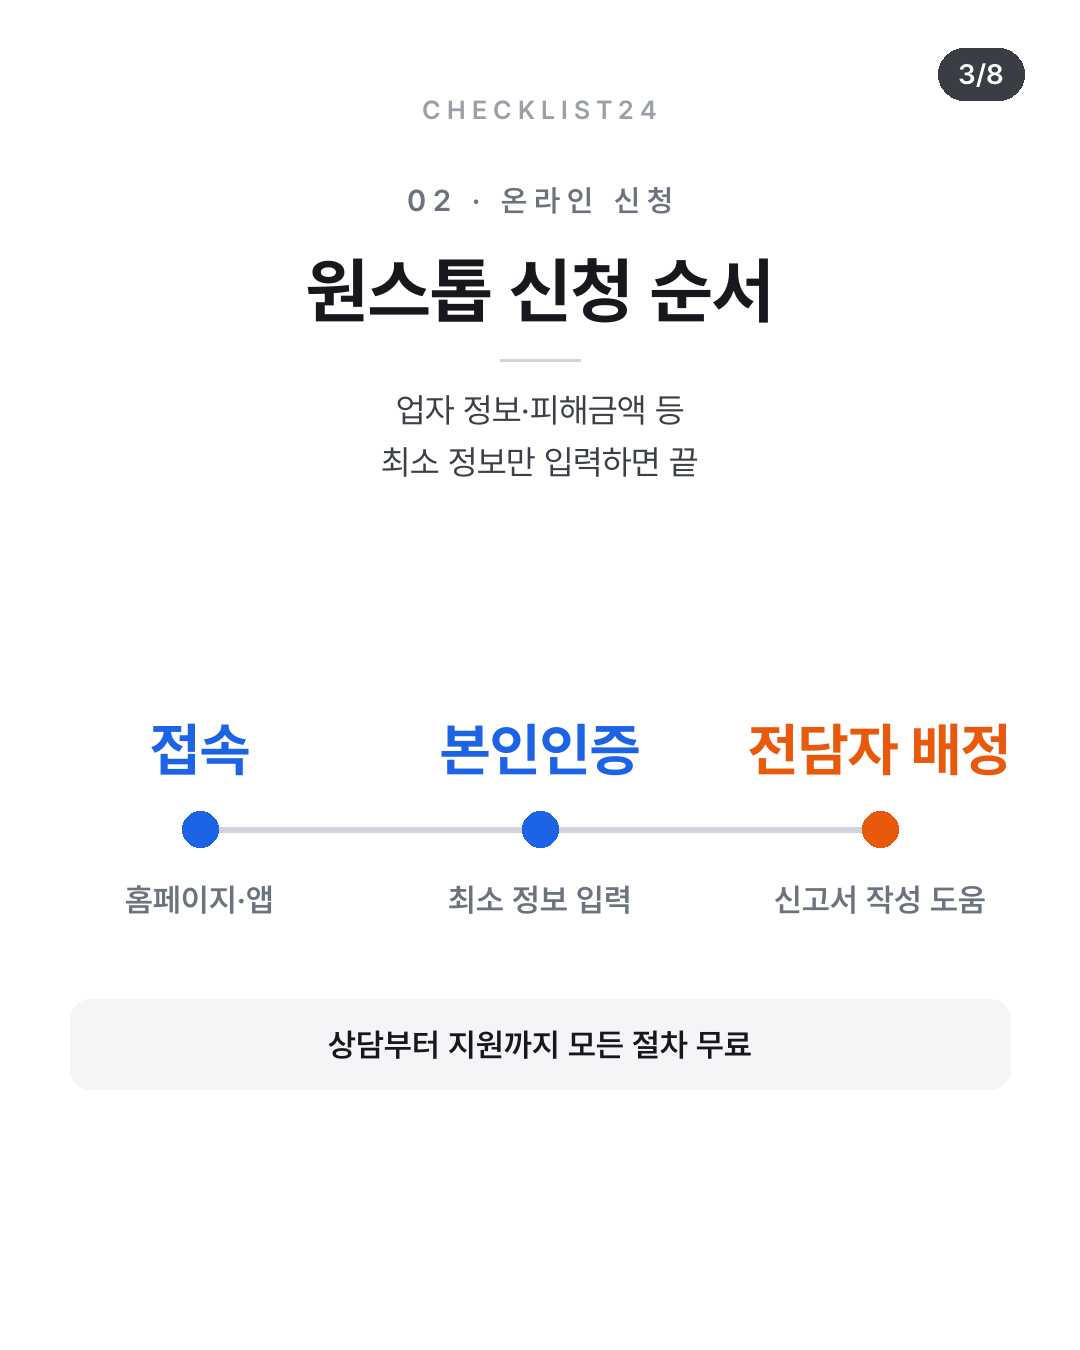 3/8
CHECKLIST24
02 · 온라인 신청
원스톱 신청 순서
업자 정보·피해금액 등
최소 정보만 입력하면 끝
접속
본인인증
전담자 배정
홈페이지·앱
최소 정보 입력
신고서 작성 도움
상담부터 지원까지 모든 절차 무료